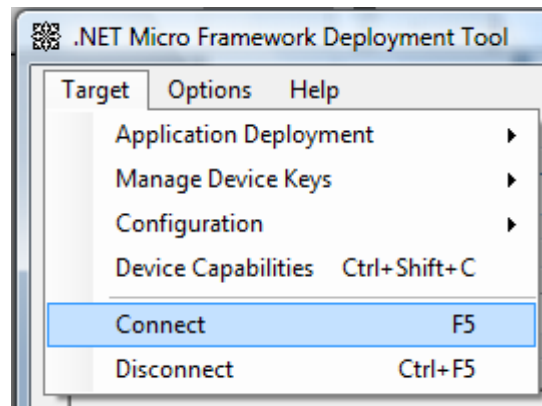 .NET Micro Framework Deployment Tool
Target Options Help
Application Deployment
Manage Device Keys
Configuration
Device Capabilities Ctrl+Shift+C
Connect F5
Disconnect Ctrl+F5